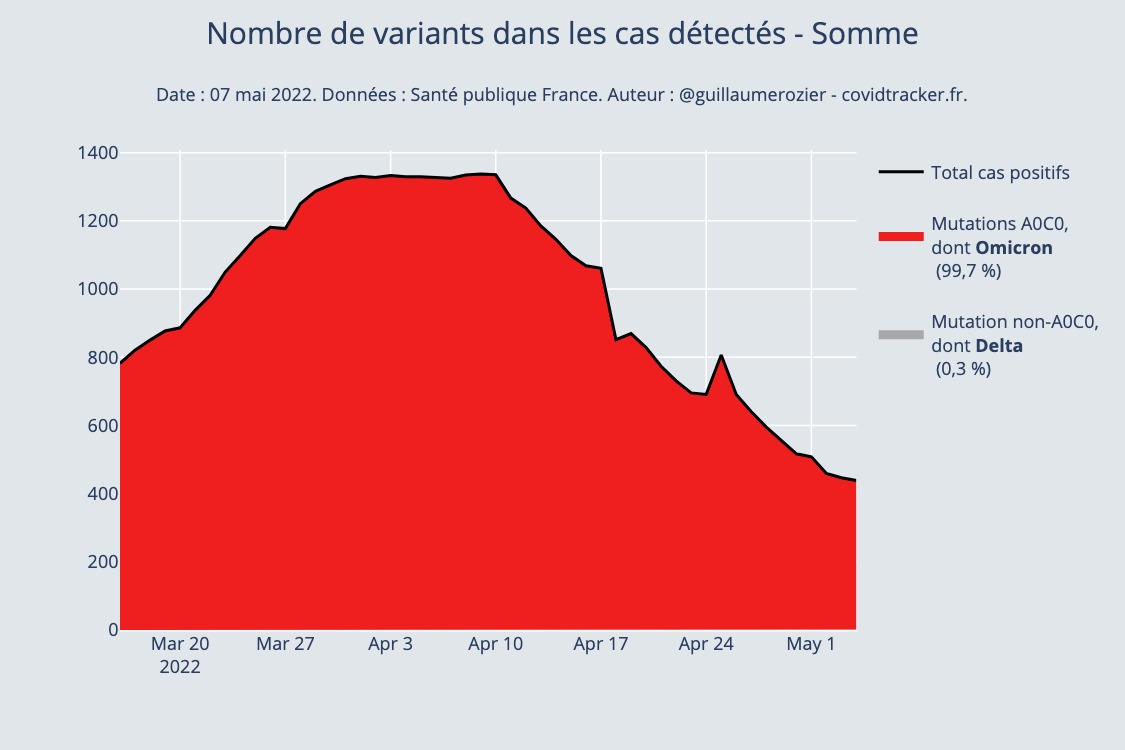 Nombre de variants dans les cas détectés - Somme
Date : 07 mai 2022. Données : Santé publique France. Auteur : @guillaumerozier - covidtracker.fr.
1400
1200
1000
800
600
400
200
0
Mar 20
2022
Mar 27
Apr 3
Apr 10
Apr 17
Apr 24
May 1
Total cas positifs
Mutations A0C0,
dont Omicron
(99,7 %)
Mutation non-A0C0,
dont Delta
(0,3 %)